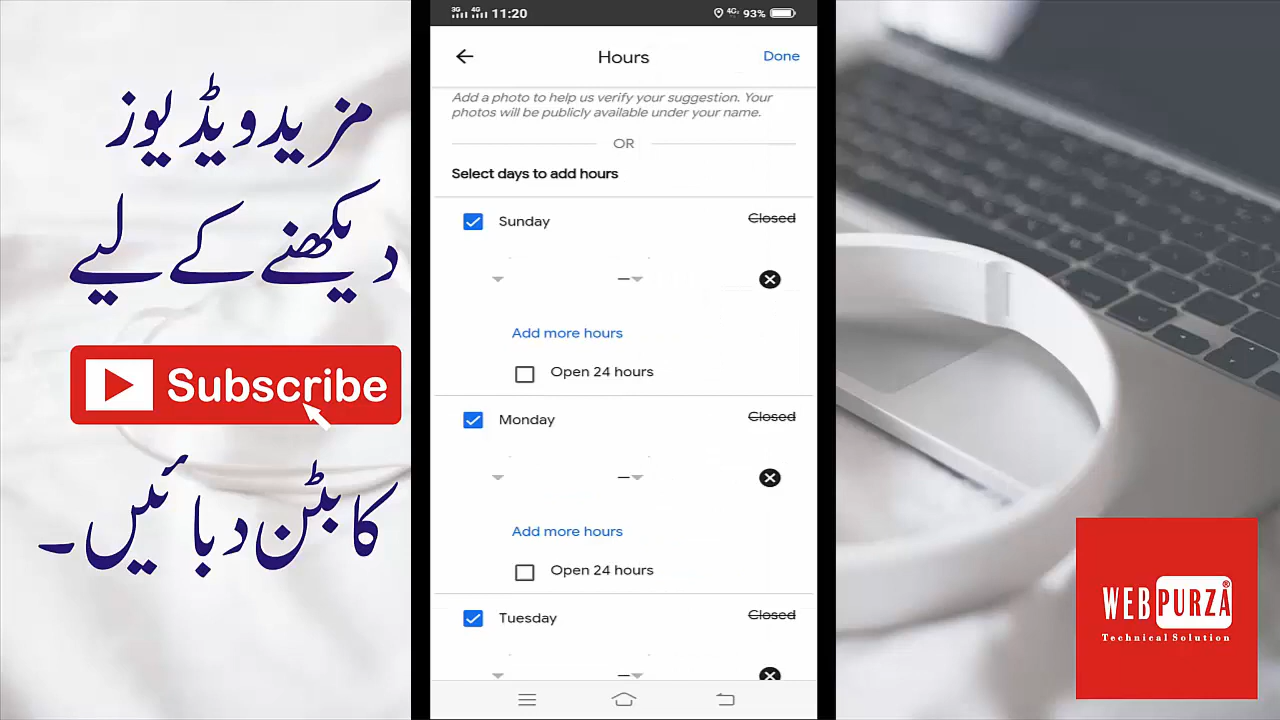 مزید ویڈیوز
دیکھنے کے لیے
Subscribe
کا بٹن دبائیں۔
3G 4G 11:20
4G 93%
Hours
Done
Add a photo to help us verify your suggestion. Your
photos will be publicly available under your name.
OR
Select days to add hours
Sunday
Closed
–
Add more hours
Open 24 hours
Monday
Closed
–
Add more hours
Open 24 hours
Tuesday
Closed
–
WEB PURZA®
Technical Solution